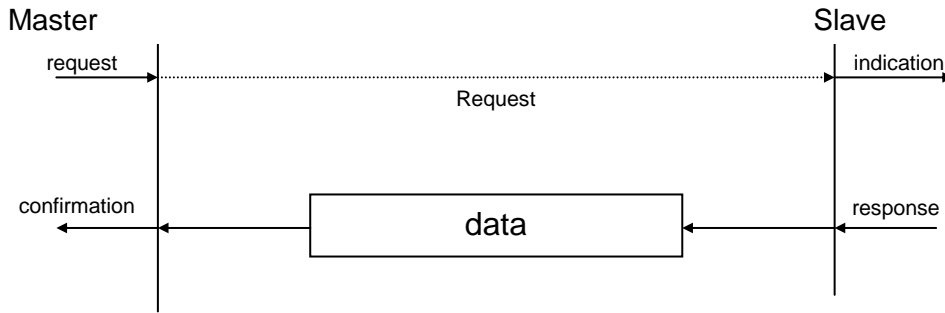 Master
Slave
request
indication
Request
confirmation
data
response